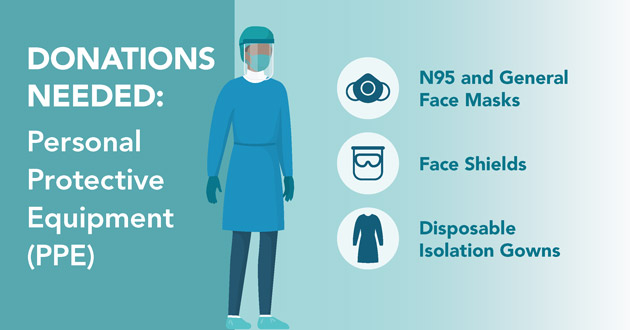 DONATIONS
NEEDED:
Personal
Protective
Equipment
(PPE)
N95 and General
Face Masks
Face Shields
Disposable
Isolation Gowns